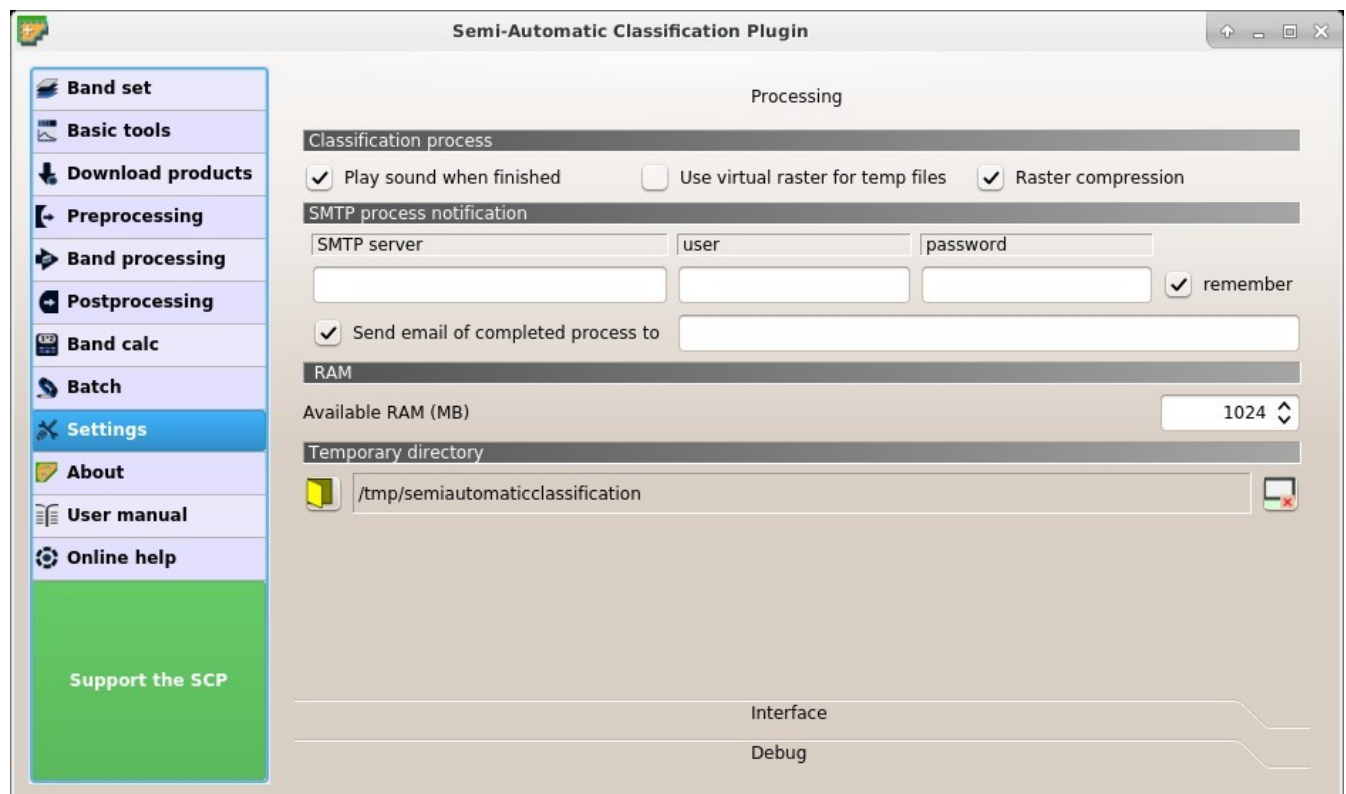 Semi-Automatic Classification Plugin
Band set
Basic tools
Download products
Preprocessing
Band processing
Postprocessing
Band calc
Batch
Settings
About
User manual
Online help
Support the SCP
Processing
Classification process
Play sound when finished Use virtual raster for temp files Raster compression
SMTP process notification
SMTP server user password
remember
Send email of completed process to
RAM
Available RAM (MB) 1024
Temporary directory
/tmp/semiautomaticclassification
Interface
Debug